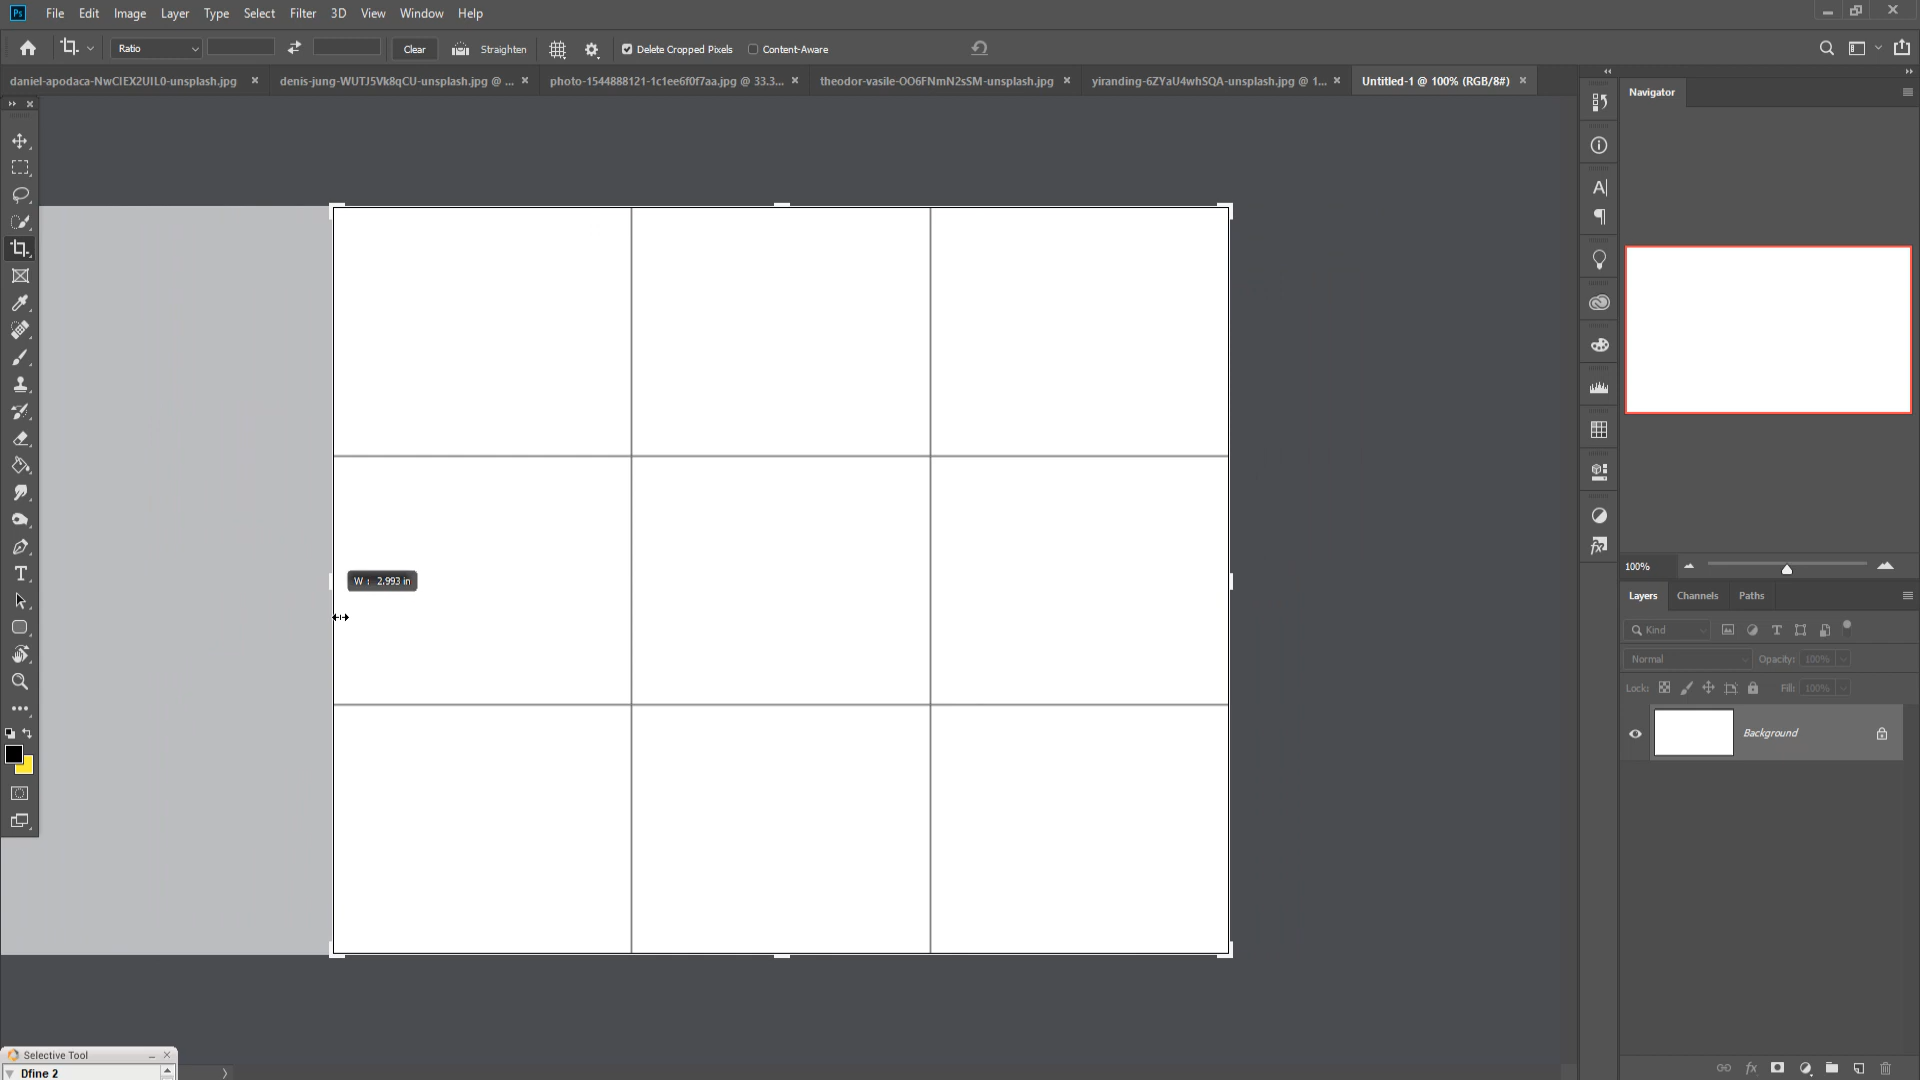 Ps File Edit Image Layer Type Select Filter 3D View Window Help
Ratio Clear Straighten Delete Cropped Pixels Content-Aware
daniel-apodaca-NwCIEX2UIL0-unsplash.jpg denis-jung-WUTJ5Vk8qCU-unsplash.jpg @ ... photo-1544888121-1c1ee6f0f7aa.jpg @ 33.3... theodor-vasile-OO6FNmN2sSM-unsplash.jpg yiranding-6ZYaU4whSQA-unsplash.jpg @ 1... Untitled-1 @ 100% (RGB/8#)
Navigator
W : 2.993 in
100%
Layers Channels Paths
Kind
Normal Opacity: 100%
Lock: Fill: 100%
Background
Selective Tool
Dfine 2